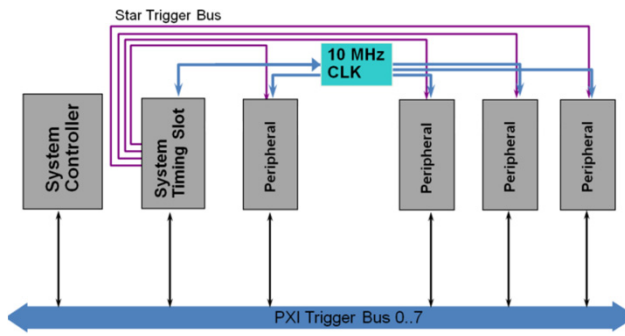 Star Trigger Bus
10 MHz
CLK
System
Controller
System
Timing Slot
Peripheral
Peripheral
Peripheral
Peripheral
PXI Trigger Bus 0..7